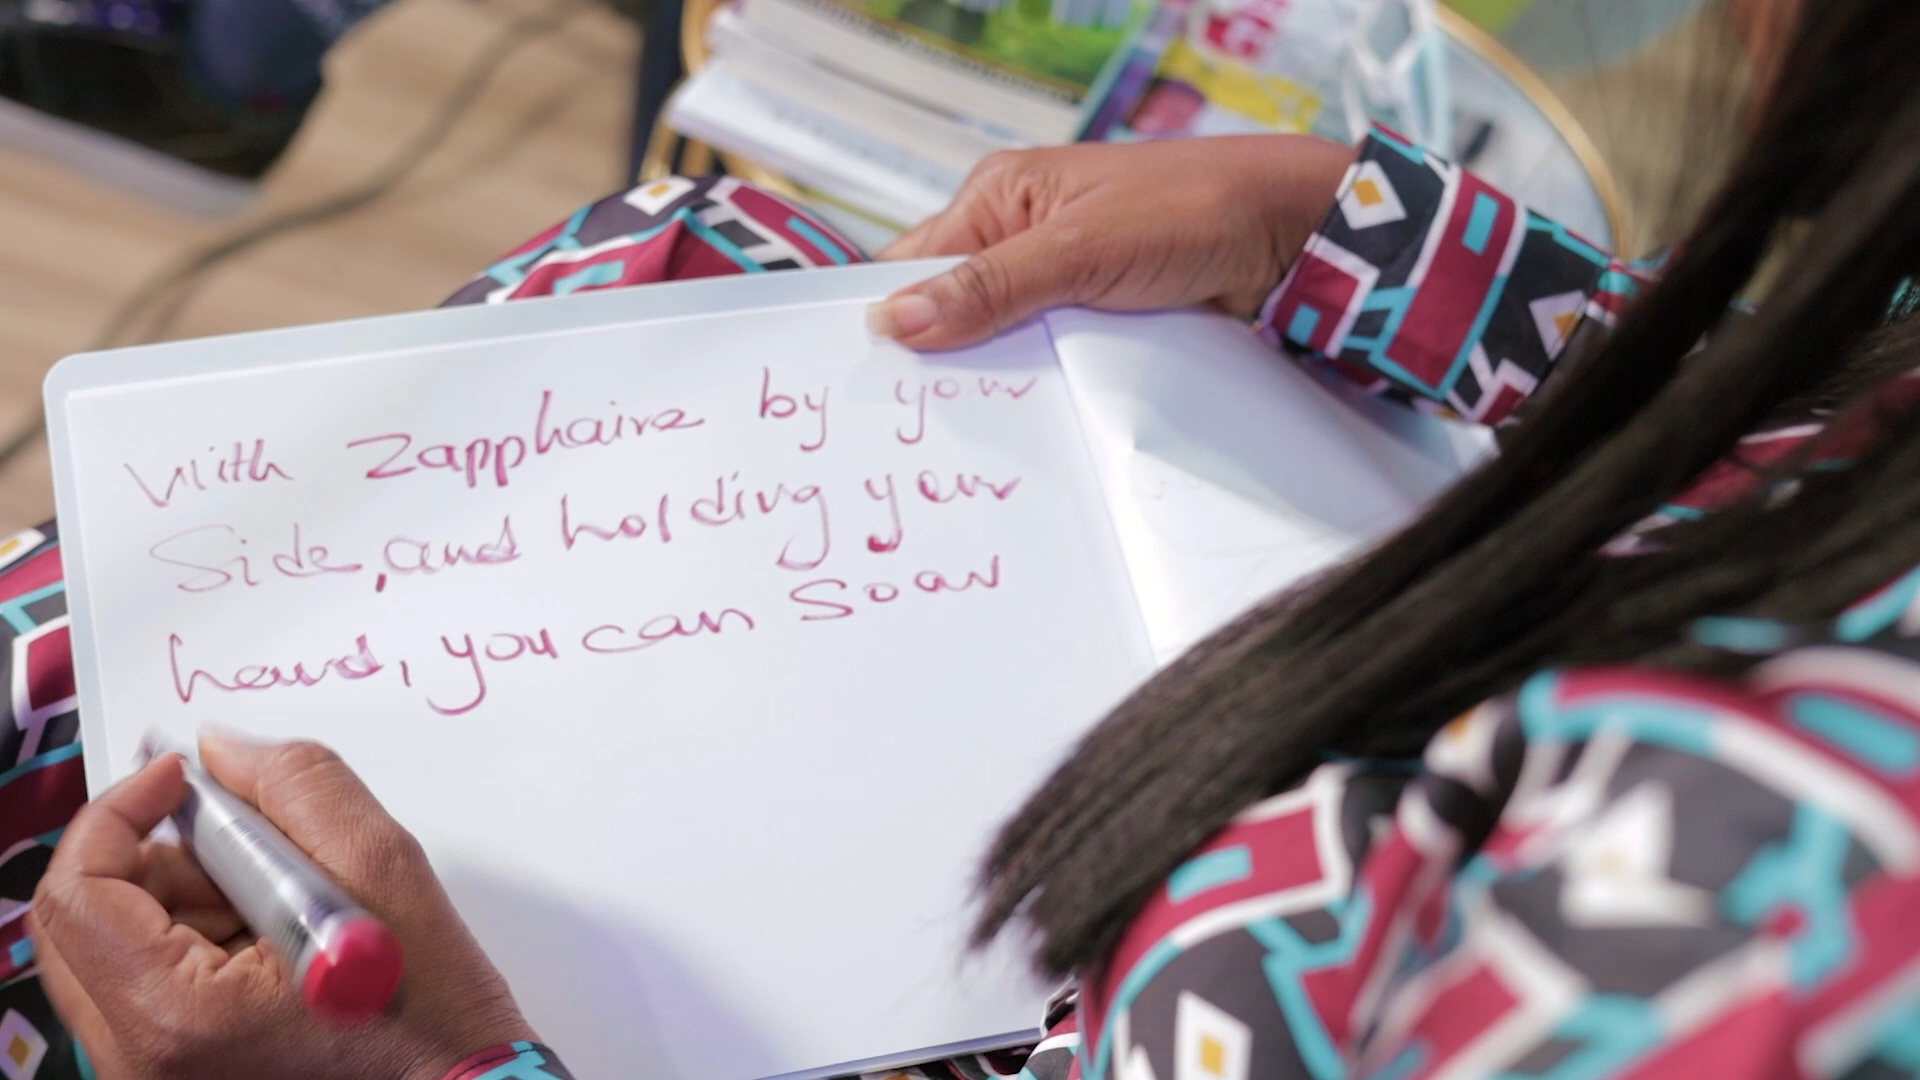 With Zapphaire by your
Side, and holding your
hand, you can Soar